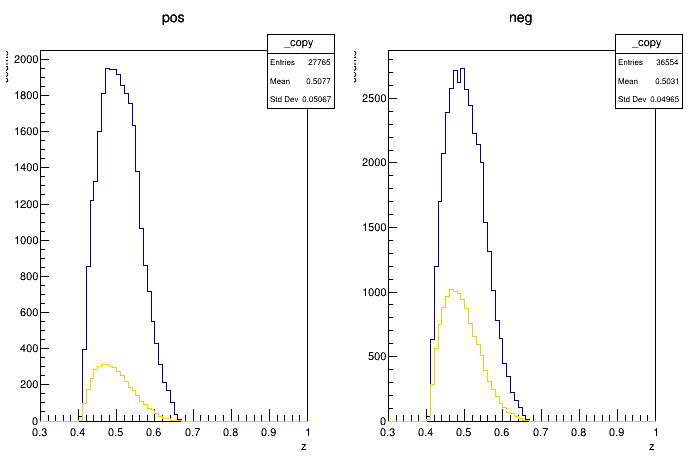 pos
_copy
Entries 27765
Mean 0.5077
Std Dev 0.05067
2000
1800
1600
1400
1200
1000
800
600
400
200
0
0.3 0.4 0.5 0.6 0.7 0.8 0.9 1
z
neg
_copy
Entries 36554
Mean 0.5031
Std Dev 0.04965
2500
2000
1500
1000
500
0
0.3 0.4 0.5 0.6 0.7 0.8 0.9 1
z